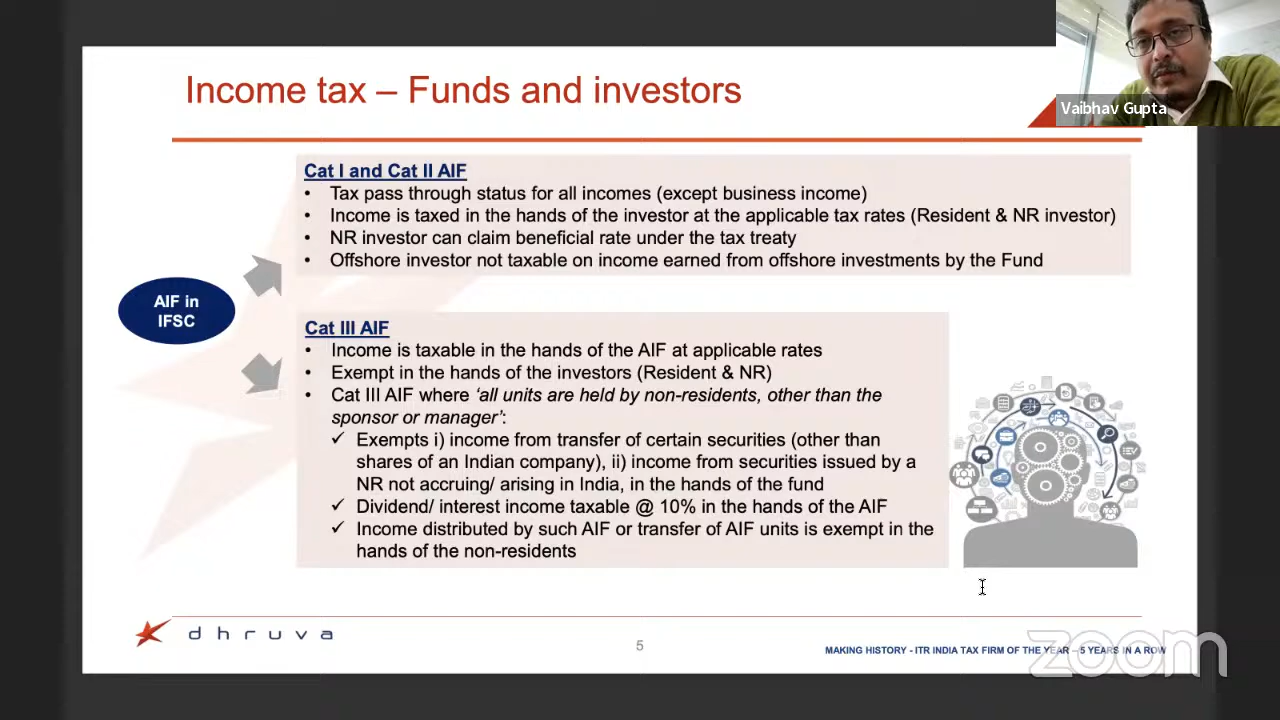 Income tax – Funds and investors
Vaibhav Gupta
Cat I and Cat II AIF
• Tax pass through status for all incomes (except business income)
• Income is taxed in the hands of the investor at the applicable tax rates (Resident & NR investor)
• NR investor can claim beneficial rate under the tax treaty
• Offshore investor not taxable on income earned from offshore investments by the Fund
AIF in
IFSC
Cat III AIF
• Income is taxable in the hands of the AIF at applicable rates
• Exempt in the hands of the investors (Resident & NR)
• Cat III AIF where ‘all units are held by non-residents, other than the
sponsor or manager’:
✓ Exempts i) income from transfer of certain securities (other than
shares of an Indian company), ii) income from securities issued by a
NR not accruing/ arising in India, in the hands of the fund
✓ Dividend/ interest income taxable @ 10% in the hands of the AIF
✓ Income distributed by such AIF or transfer of AIF units is exempt in the
hands of the non-residents
dhruva
5
MAKING HISTORY - ITR INDIA TAX FIRM OF THE YEAR – 5 YEARS IN A ROW
zoom